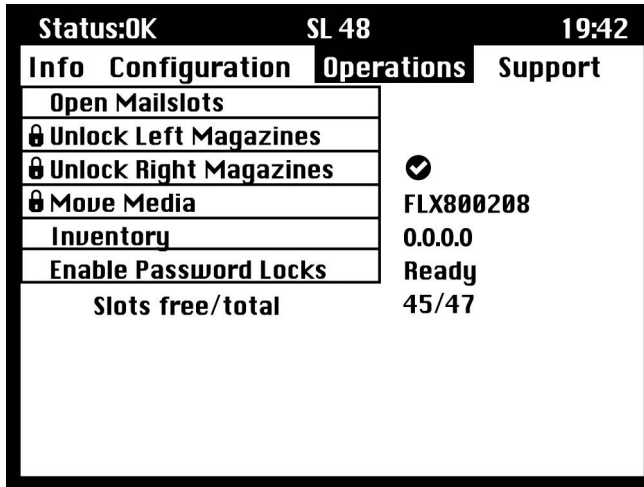 Status:OK SL 48 19:42
Info Configuration Operations Support
Open Mailslots
Unlock Left Magazines
Unlock Right Magazines
Move Media FLX800208
Inventory 0.0.0.0
Enable Password Locks Ready
Slots free/total 45/47